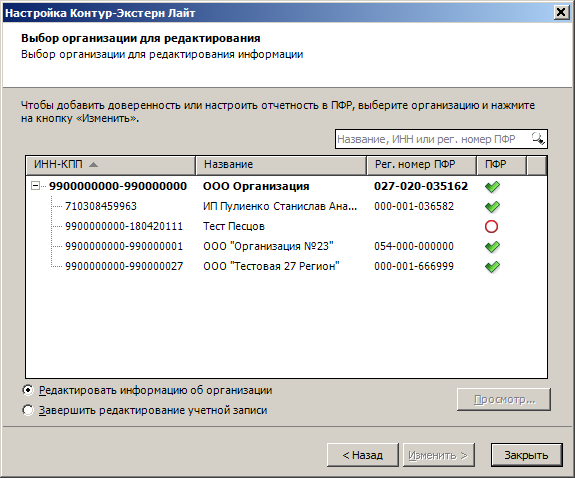 Настройка Контур-Экстерн Лайт
Выбор организации для редактирования
Выбор организации для редактирования информации
Чтобы добавить доверенность или настроить отчетность в ПФР, выберите организацию и нажмите
на кнопку «Изменить».
Название, ИНН или рег. номер ПФР
ИНН-КПП Название Рег. номер ПФР ПФР
9900000000-990000000 ООО Организация 027-020-035162
710308459963 ИП Пулиенко Станислав Ана... 000-001-036582
9900000000-180420111 Тест Песцов
9900000000-990000001 ООО "Организация №23" 054-000-000000
9900000000-990000027 ООО "Тестовая 27 Регион" 000-001-666999
Редактировать информацию об организации
Завершить редактирование учетной записи
Просмотр...
< Назад Изменить > Закрыть